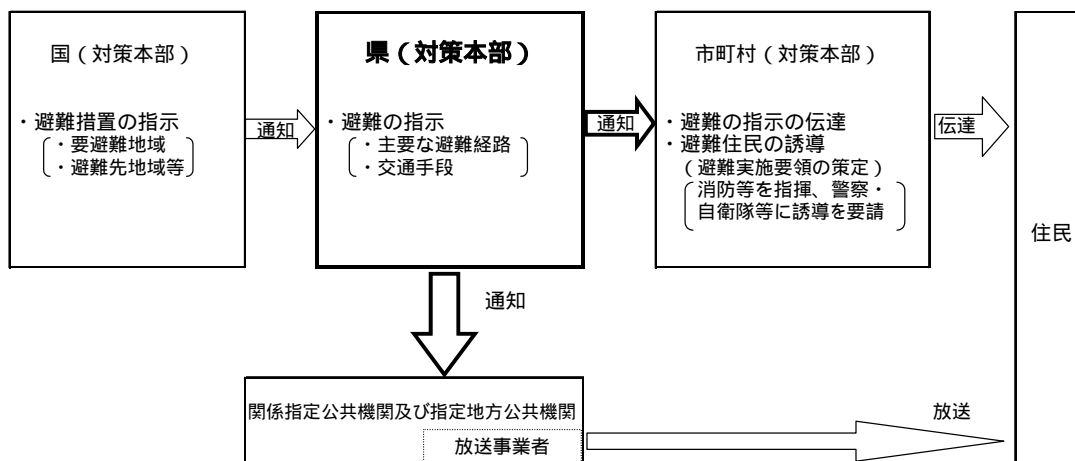 国（対策本部）
・避難措置の指示
・要避難地域
・避難先地域等
通知
県（対策本部）
・避難の指示
・主要な避難経路
・交通手段
通知
市町村（対策本部）
・避難の指示の伝達
・避難住民の誘導
（避難実施要領の策定）
消防等を指揮、警察・
自衛隊等に誘導を要請
伝達
住民
通知
関係指定公共機関及び指定地方公共機関
放送事業者
放送